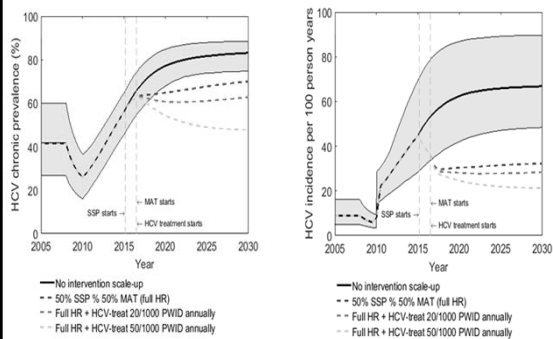 HCV chronic prevalence (%)
100
80
60
40
20
0
2005 2010 2015 2020 2025 2030
Year
SSP starts →
← MAT starts
← HCV treatment starts
No intervention scale-up
50% SSP % 50% MAT (full HR)
Full HR + HCV-treat 20/1000 PWID annually
Full HR + HCV-treat 50/1000 PWID annually
HCV incidence per 100 person years
100
80
60
40
20
0
2005 2010 2015 2020 2025 2030
Year
SSP starts →
← MAT starts
← HCV treatment starts
No intervention scale-up
50% SSP % 50% MAT (full HR)
Full HR + HCV-treat 20/1000 PWID annually
Full HR + HCV-treat 50/1000 PWID annually